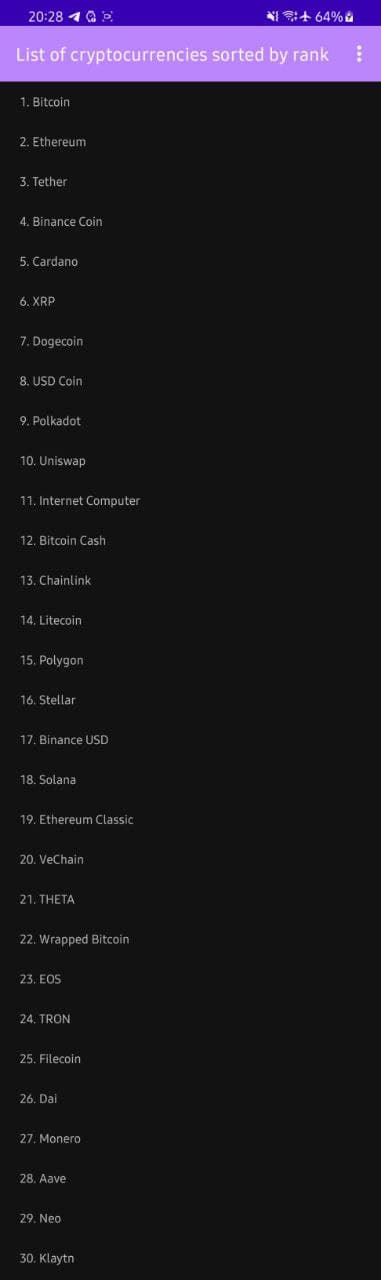 20:28 64%
List of cryptocurrencies sorted by rank
1. Bitcoin
2. Ethereum
3. Tether
4. Binance Coin
5. Cardano
6. XRP
7. Dogecoin
8. USD Coin
9. Polkadot
10. Uniswap
11. Internet Computer
12. Bitcoin Cash
13. Chainlink
14. Litecoin
15. Polygon
16. Stellar
17. Binance USD
18. Solana
19. Ethereum Classic
20. VeChain
21. THETA
22. Wrapped Bitcoin
23. EOS
24. TRON
25. Filecoin
26. Dai
27. Monero
28. Aave
29. Neo
30. Klaytn